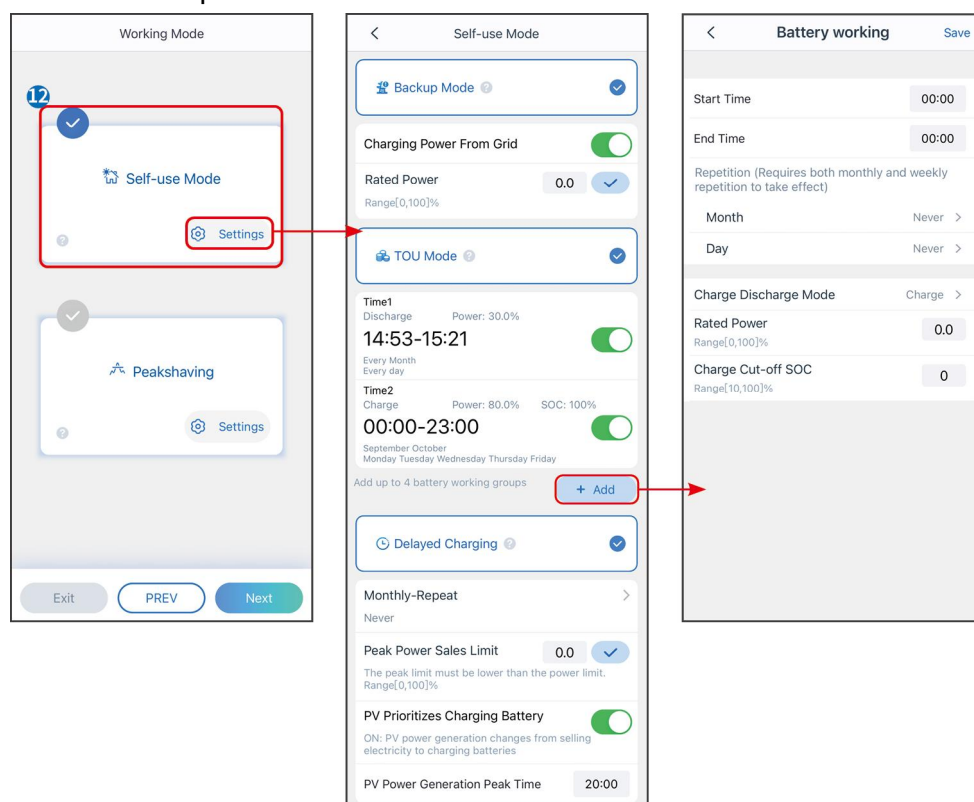 Working Mode
12
Self-use Mode
Settings
Peakshaving
Settings
Exit
PREV
Next
Self-use Mode
Backup Mode
Charging Power From Grid
Rated Power
0.0
Range[0,100]%
TOU Mode
Time1
Discharge Power: 30.0%
14:53-15:21
Every Month
Every day
Time2
Charge Power: 80.0% SOC: 100%
00:00-23:00
September October
Monday Tuesday Wednesday Thursday Friday
Add up to 4 battery working groups
+ Add
Delayed Charging
Monthly-Repeat
Never
Peak Power Sales Limit
0.0
The peak limit must be lower than the power limit.
Range[0,100]%
PV Prioritizes Charging Battery
ON: PV power generation changes from selling
electricity to charging batteries
PV Power Generation Peak Time 20:00
Battery working
Save
Start Time 00:00
End Time 00:00
Repetition (Requires both monthly and weekly
repetition to take effect)
Month Never
Day Never
Charge Discharge Mode Charge
Rated Power
0.0
Range[0,100]%
Charge Cut-off SOC
0
Range[10,100]%